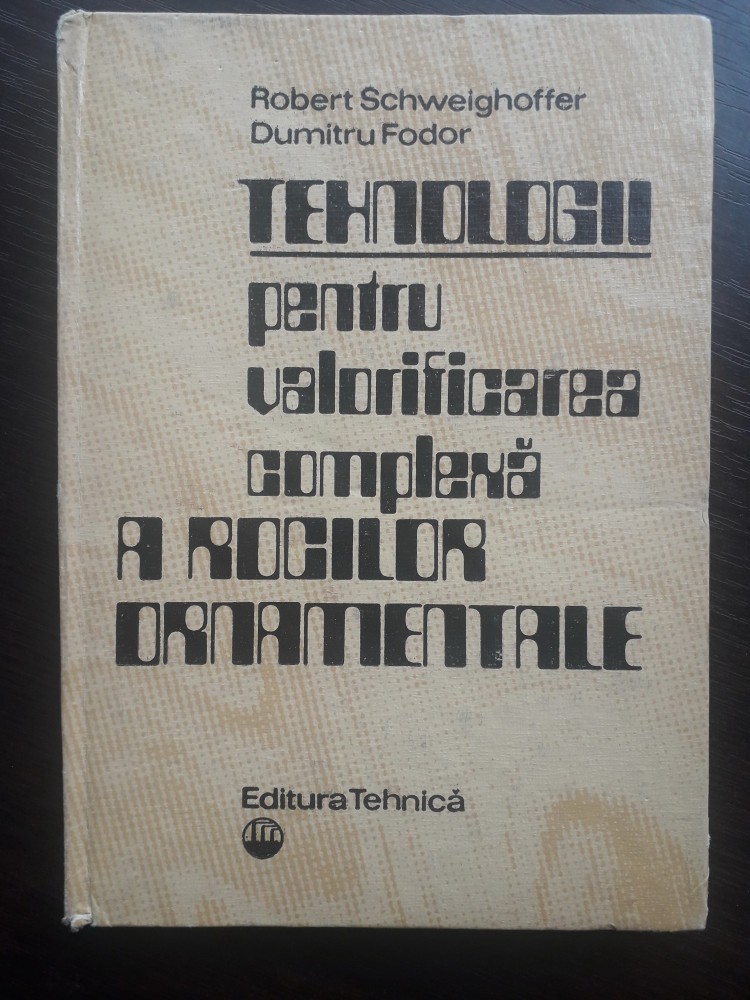 Robert Schweighoffer
Dumitru Fodor
TEHNOLOGII
pentru
valorificarea
complexă
A ROCILOR
ORNAMENTALE
Editura Tehnică